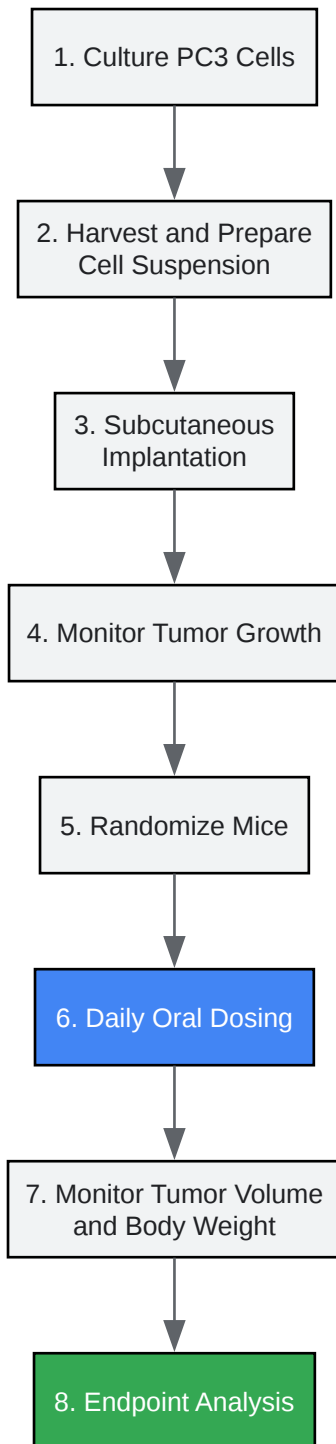 1. Culture PC3 Cells
2. Harvest and Prepare
Cell Suspension
3. Subcutaneous
Implantation
4. Monitor Tumor Growth
5. Randomize Mice
6. Daily Oral Dosing
7. Monitor Tumor Volume
and Body Weight
8. Endpoint Analysis